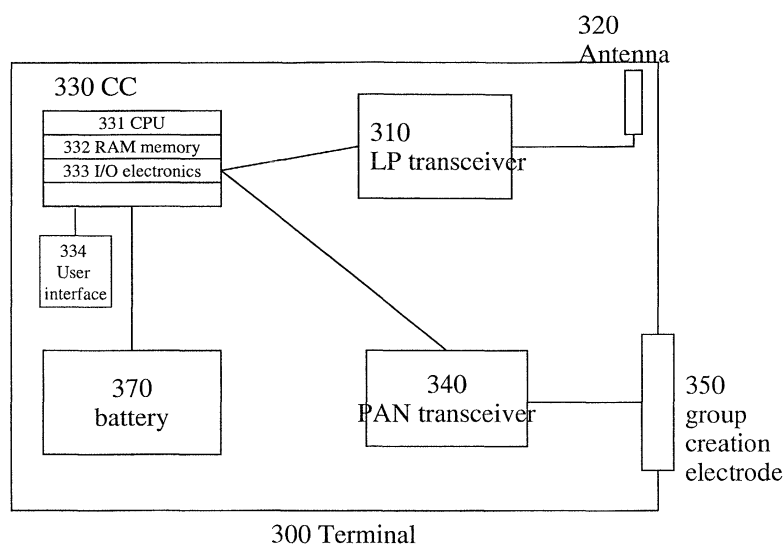 320
Antenna
330 CC
331 CPU
332 RAM memory
333 I/O electronics
310
LP transceiver
334
User
interface
370
battery
340
PAN transceiver
350
group
creation
electrode
300 Terminal